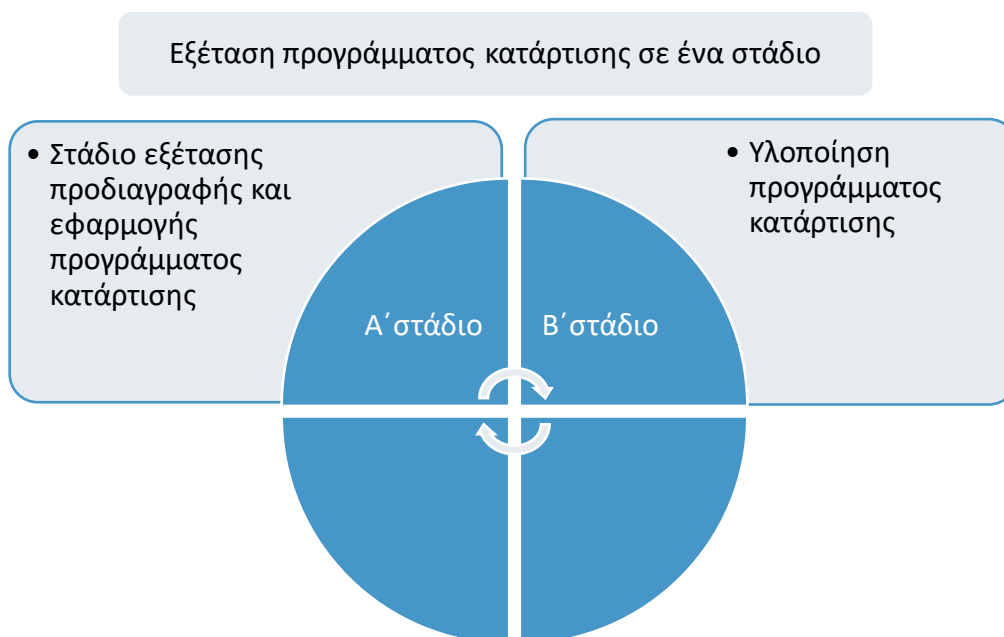 Εξέταση προγράμματος κατάρτισης σε ένα στάδιο
• Στάδιο εξέτασης
προδιαγραφής και
εφαρμογής
προγράμματος
κατάρτισης
• Υλοποίηση
προγράμματος
κατάρτισης
Α΄στάδιο
Β΄στάδιο